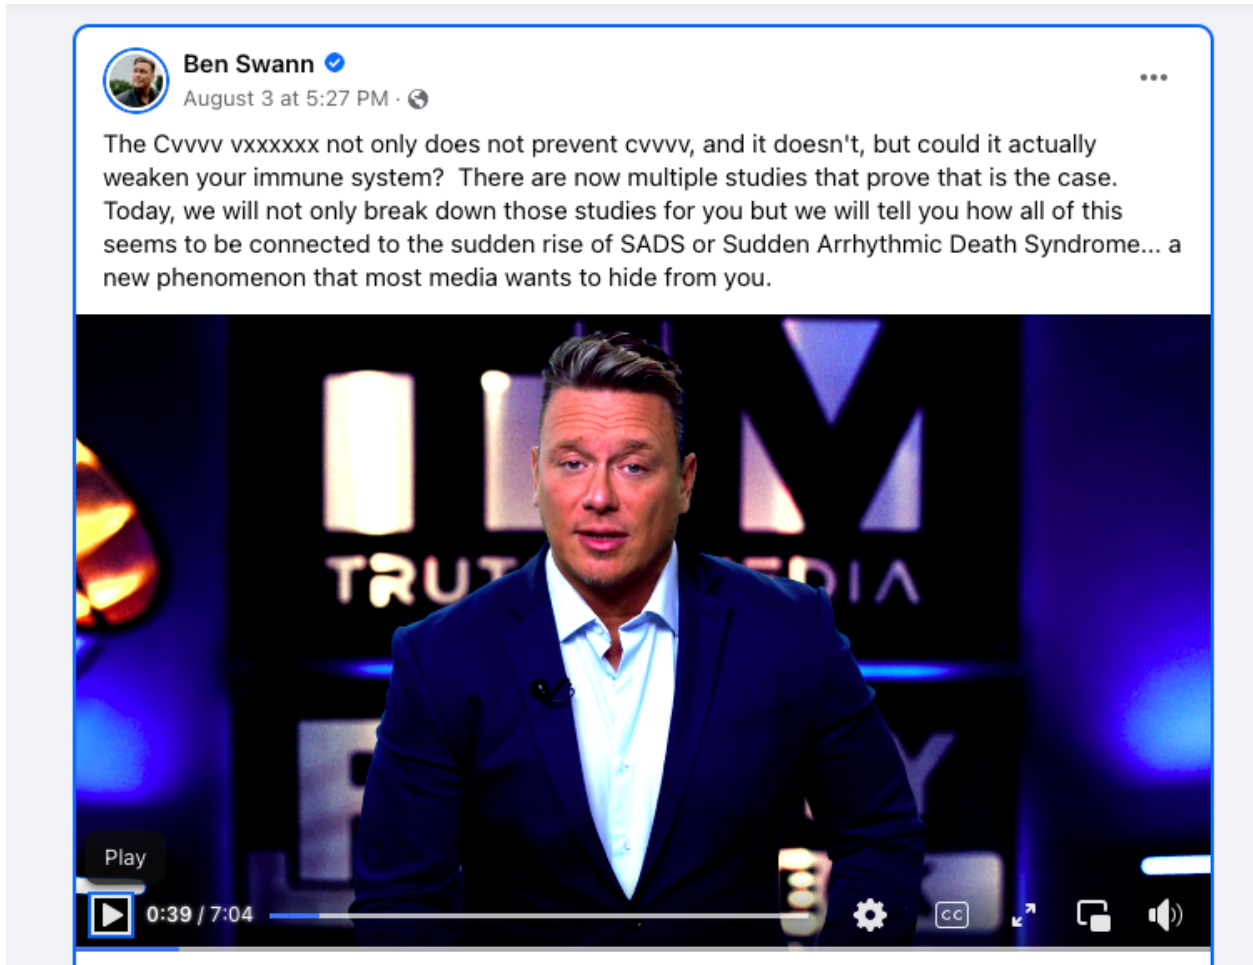 Ben Swann
August 3 at 5:27 PM ·
The Cvvvv vxxxxxx not only does not prevent cvvvv, and it doesn't, but could it actually
weaken your immune system?  There are now multiple studies that prove that is the case.
Today, we will not only break down those studies for you but we will tell you how all of this
seems to be connected to the sudden rise of SADS or Sudden Arrhythmic Death Syndrome... a
new phenomenon that most media wants to hide from you.
TRUT EDIA
Play
0:39 / 7:04
CC